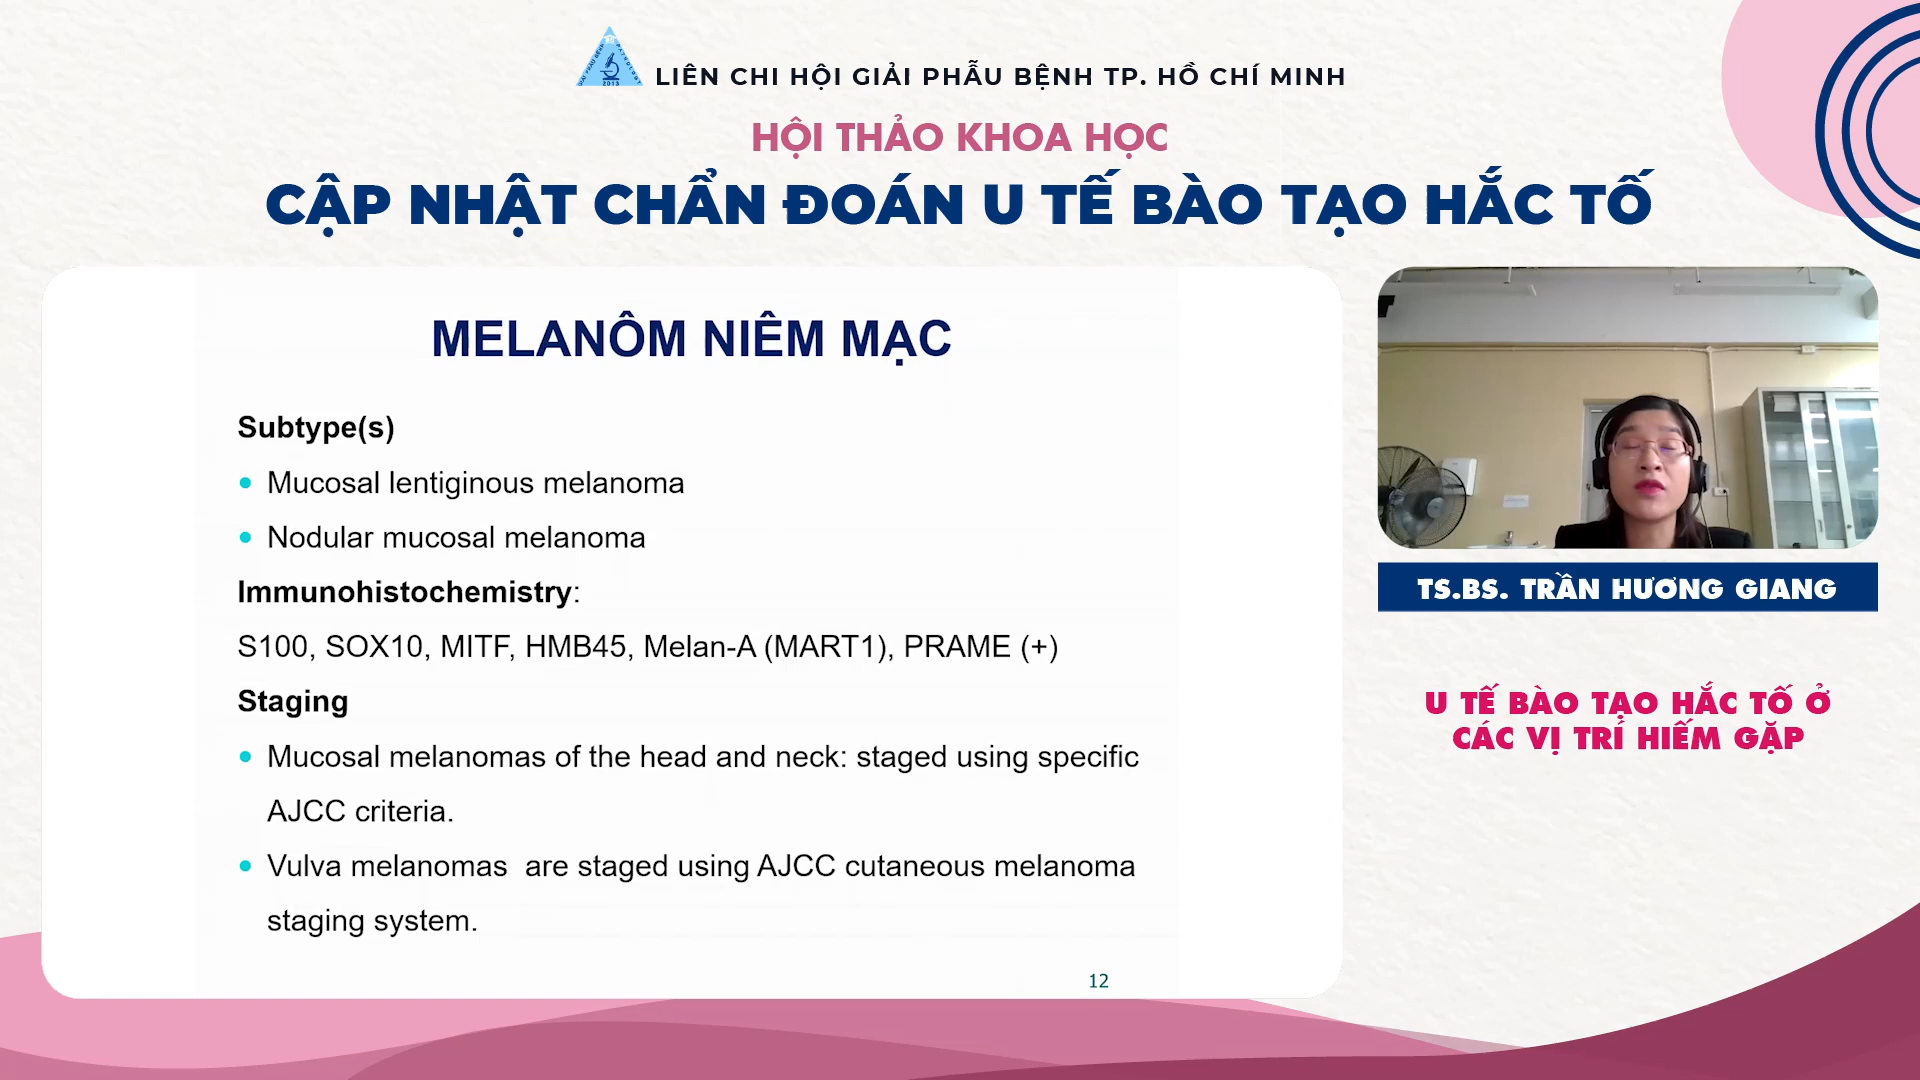 2013
LIÊN CHI HỘI GIẢI PHẪU BỆNH TP. HỒ CHÍ MINH
HỘI THẢO KHOA HỌC
CẬP NHẬT CHẨN ĐOÁN U TẾ BÀO TẠO HẮC TỐ
MELANÔM NIÊM MẠC
Subtype(s)
• Mucosal lentiginous melanoma
• Nodular mucosal melanoma
Immunohistochemistry:
S100, SOX10, MITF, HMB45, Melan-A (MART1), PRAME (+)
Staging
• Mucosal melanomas of the head and neck: staged using specific
AJCC criteria.
• Vulva melanomas  are staged using AJCC cutaneous melanoma
staging system.
12
TS.BS. TRẦN HƯƠNG GIANG
U TẾ BÀO TẠO HẮC TỐ Ở
CÁC VỊ TRÍ HIẾM GẶP